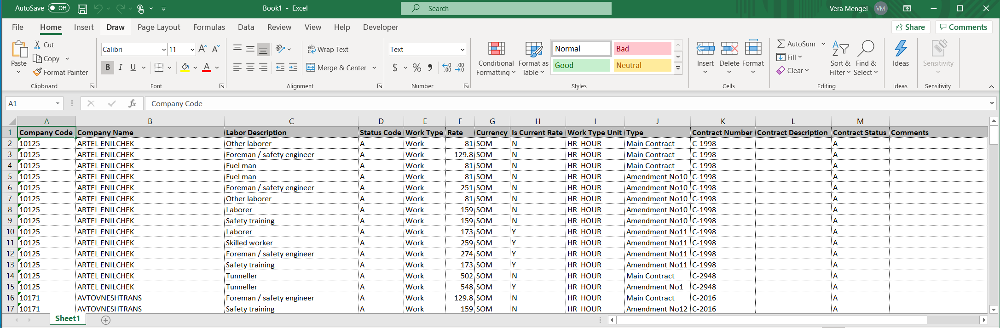 AutoSave Off Book1 - Excel Search Vera Mengel VM
File Home Insert Draw Page Layout Formulas Data Review View Help Developer Share Comments
Paste Cut Copy Format Painter Clipboard
Calibri 11 A A B I U A Font
ab Wrap Text Merge & Center Alignment
Text $ % 9 .00 .00 Number
Conditional Formatting Format as Table Normal Bad Good Neutral Styles
Insert Delete Format Cells
AutoSum Fill Clear Sort & Filter Find & Select Editing
Ideas Ideas
Sensitivity Sensitivity
A1 fx Company Code
A B C D E F G H I J K L M
1 Company Code Company Name Labor Description Status Code Work Type Rate Currency Is Current Rate Work Type Unit Type Contract Number Contract Description Contract Status Comments
2 10125 ARTEL ENILCHEK Other laborer A Work 81 SOM N HR HOUR Main Contract C-1998 A
3 10125 ARTEL ENILCHEK Foreman / safety engineer A Work 129.8 SOM N HR HOUR Main Contract C-1998 A
4 10125 ARTEL ENILCHEK Fuel man A Work 81 SOM N HR HOUR Main Contract C-1998 A
5 10125 ARTEL ENILCHEK Fuel man A Work 81 SOM N HR HOUR Amendment No10 C-1998 A
6 10125 ARTEL ENILCHEK Foreman / safety engineer A Work 251 SOM N HR HOUR Amendment No10 C-1998 A
7 10125 ARTEL ENILCHEK Other laborer A Work 81 SOM N HR HOUR Amendment No10 C-1998 A
8 10125 ARTEL ENILCHEK Laborer A Work 159 SOM N HR HOUR Amendment No10 C-1998 A
9 10125 ARTEL ENILCHEK Safety training A Work 159 SOM N HR HOUR Amendment No10 C-1998 A
10 10125 ARTEL ENILCHEK Laborer A Work 173 SOM Y HR HOUR Amendment No11 C-1998 A
11 10125 ARTEL ENILCHEK Skilled worker A Work 259 SOM Y HR HOUR Amendment No11 C-1998 A
12 10125 ARTEL ENILCHEK Foreman / safety engineer A Work 274 SOM Y HR HOUR Amendment No11 C-1998 A
13 10125 ARTEL ENILCHEK Safety training A Work 173 SOM Y HR HOUR Amendment No11 C-1998 A
14 10125 ARTEL ENILCHEK Tunneller A Work 502 SOM N HR HOUR Main Contract C-2948 A
15 10125 ARTEL ENILCHEK Tunneller A Work 548 SOM Y HR HOUR Amendment No1 C-2948 A
16 10171 AVTOVNESHTRANS Foreman / safety engineer A Work 129.8 SOM N HR HOUR Main Contract C-2016 A
17 10171 AVTOVNESHTRANS Safety training A Work 159 SOM N HR HOUR Amendment No12 C-2016 A
Sheet1